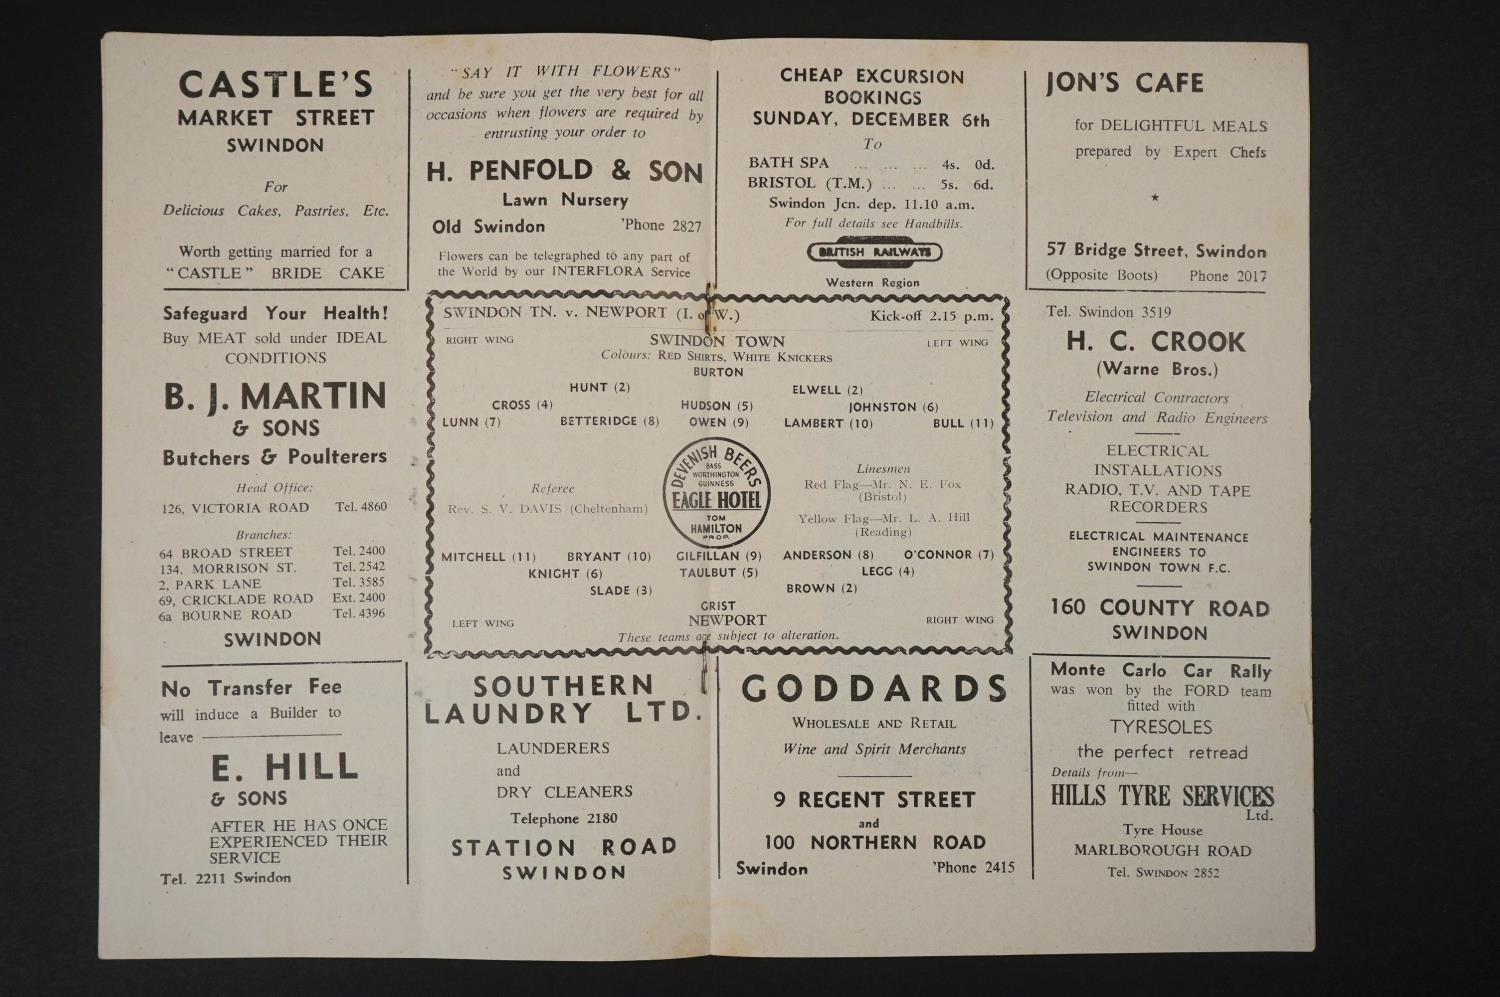 CASTLE'S
MARKET STREET
SWINDON
For
Delicious Cakes, Pastries, Etc.
Worth getting married for a
"CASTLE" BRIDE CAKE
"SAY IT WITH FLOWERS"
and be sure you get the very best for all
occasions when flowers are required by
entrusting your order to
H. PENFOLD & SON
Lawn Nursery
Old Swindon 'Phone 2827
Flowers can be telegraphed to any part of
the World by our INTERFLORA Service
CHEAP EXCURSION
BOOKINGS
SUNDAY, DECEMBER 6th
To
BATH SPA ... ... ... 4s. 0d.
BRISTOL (T.M.) ... ... 5s. 6d.
Swindon Jcn. dep. 11.10 a.m.
For full details see Handbills.
BRITISH RAILWAYS
Western Region
JON'S CAFE
for DELIGHTFUL MEALS
prepared by Expert Chefs
★
57 Bridge Street, Swindon
(Opposite Boots) Phone 2017
Safeguard Your Health!
Buy MEAT sold under IDEAL
CONDITIONS
B. J. MARTIN
& SONS
Butchers & Poulterers
Head Office:
126, VICTORIA ROAD Tel. 4860
Branches:
64 BROAD STREET Tel. 2400
134, MORRISON ST. Tel. 2542
2, PARK LANE Tel. 3585
69, CRICKLADE ROAD Ext. 2400
6a BOURNE ROAD Tel. 4396
SWINDON
SWINDON TN. v. NEWPORT (I. of W.) Kick-off 2.15 p.m.
RIGHT WING SWINDON TOWN LEFT WING
Colours: RED SHIRTS, WHITE KNICKERS
BURTON
HUNT (2) ELWELL (2)
CROSS (4) HUDSON (5) JOHNSTON (6)
LUNN (7) BETTERIDGE (8) OWEN (9) LAMBERT (10) BULL (11)
DEVENISH BEERS
BASS
WORTHINGTON
GUINNESS
EAGLE HOTEL
TOM
HAMILTON
PROP.
Referee
Rev. S. V. DAVIS (Cheltenham)
Linesmen
Red Flag—Mr. N. E. Fox
(Bristol)
Yellow Flag—Mr. L. A. Hill
(Reading)
MITCHELL (11) BRYANT (10) GILFILLAN (9) ANDERSON (8) O'CONNOR (7)
KNIGHT (6) TAULBUT (5) LEGG (4)
SLADE (3) BROWN (2)
GRIST
LEFT WING NEWPORT RIGHT WING
These teams are subject to alteration.
Tel. Swindon 3519
H. C. CROOK
(Warne Bros.)
Electrical Contractors
Television and Radio Engineers
ELECTRICAL
INSTALLATIONS
RADIO, T.V. AND TAPE
RECORDERS
ELECTRICAL MAINTENANCE
ENGINEERS TO
SWINDON TOWN F.C.
160 COUNTY ROAD
SWINDON
No Transfer Fee
will induce a Builder to
leave
E. HILL
& SONS
AFTER HE HAS ONCE
EXPERIENCED THEIR
SERVICE
Tel. 2211 Swindon
SOUTHERN
LAUNDRY LTD.
LAUNDERERS
and
DRY CLEANERS
Telephone 2180
STATION ROAD
SWINDON
GODDARDS
WHOLESALE AND RETAIL
Wine and Spirit Merchants
9 REGENT STREET
and
100 NORTHERN ROAD
Swindon 'Phone 2415
Monte Carlo Car Rally
was won by the FORD team
fitted with
TYRESOLES
the perfect retread
Details from—
HILLS TYRE SERVICES
Ltd.
Tyre House
MARLBOROUGH ROAD
Tel. SWINDON 2852